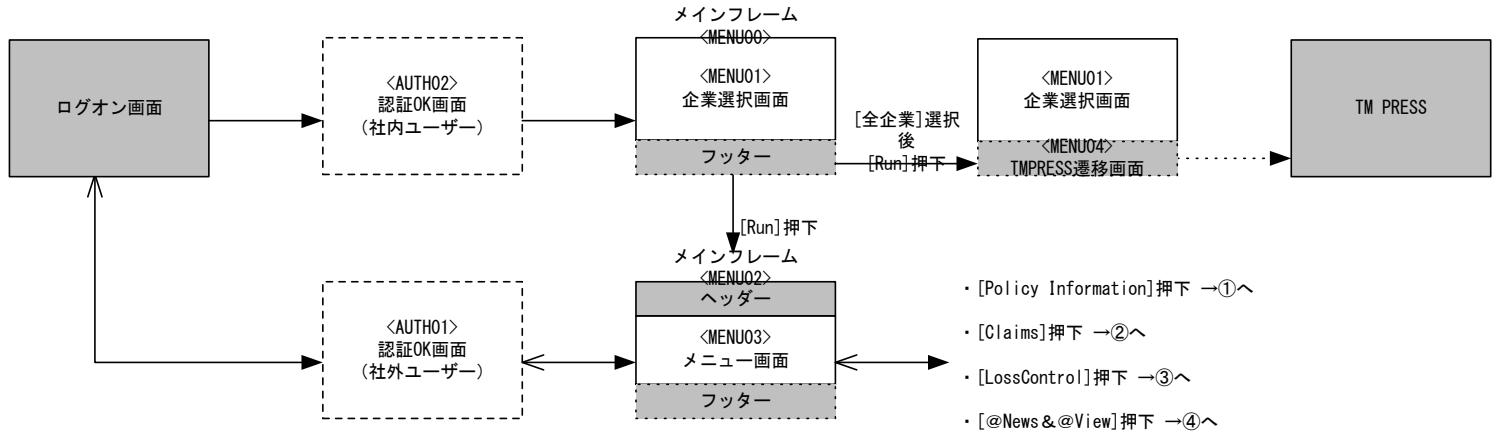 メインフレーム
<MENU00>
ログオン画面
<AUTH02>
認証OK画面
(社内ユーザー)
<MENU01>
企業選択画面
フッター
[全企業]選択
後
[Run]押下
<MENU01>
企業選択画面
<MENU04>
TMPRESS遷移画面
TM PRESS
[Run]押下
メインフレーム
<MENU02>
ヘッダー
<AUTH01>
認証OK画面
(社外ユーザー)
<MENU03>
メニュー画面
フッター
・[Policy Information]押下 →①へ
・[Claims]押下 →②へ
・[LossControl]押下 →③へ
・[@News&@View]押下 →④へ